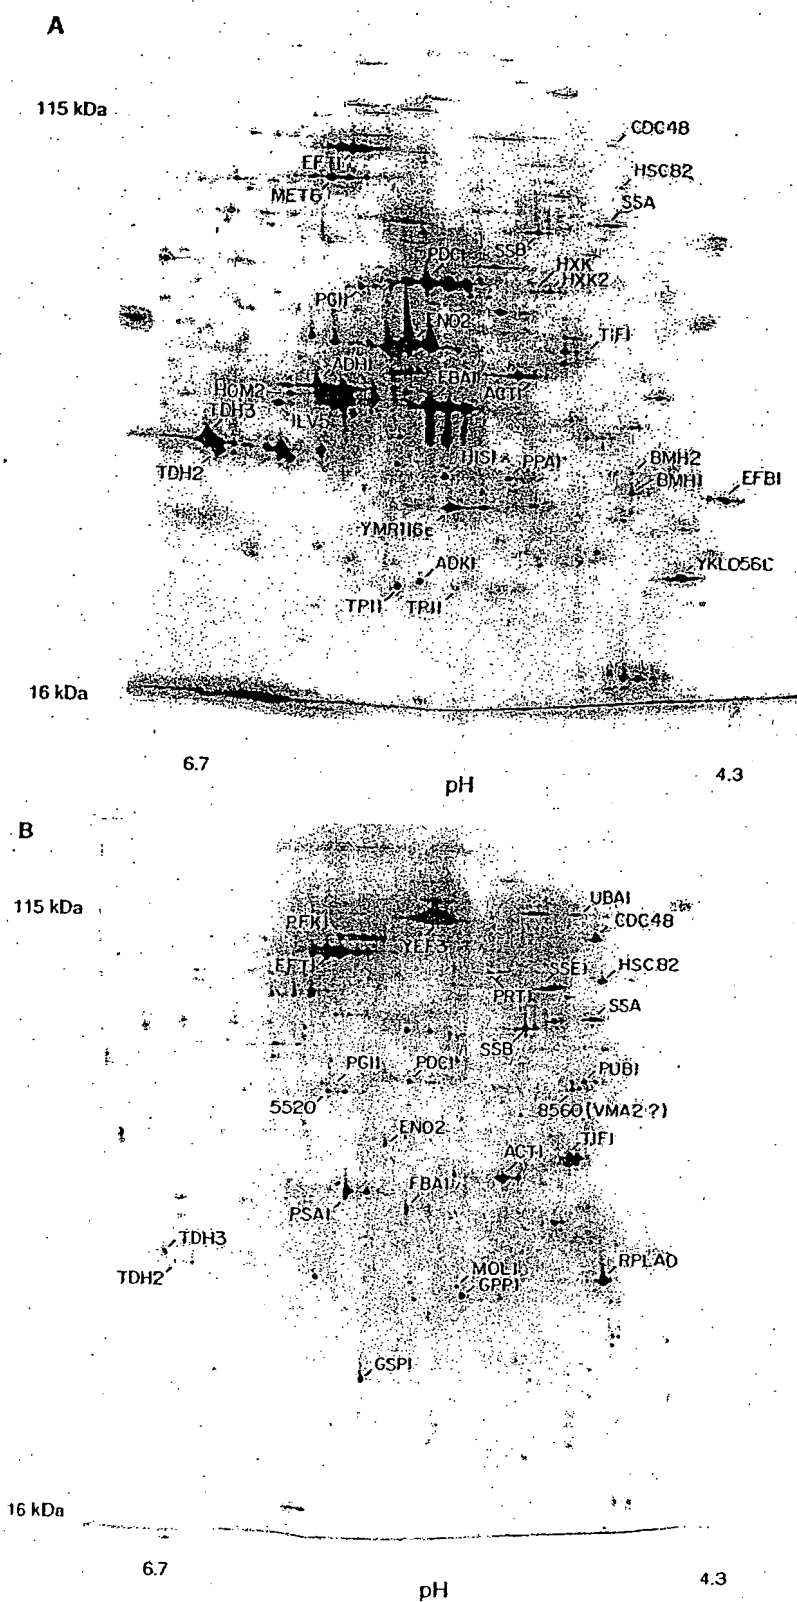 A
115 kDa
CDC48
EFT1
HSC82
MET6
SSA
PDC1
SSB
HXK
HXK2
PGI1
ENO2
TIF1
ADH1
FBA1
HOM2
ACT1
TDH3
ILV5
TDH2
HIS1
PPA1
BMH2
BMH1
EFB1
YMR116c
ADK1
YKL056C
TPI1
TPI1
16 kDa
6.7
4.3
pH
B
115 kDa
UBA1
PFK1
CDC48
YEF3
EFT1
SSE1
HSC82
PRT1
SSA
SSB
PGI1
PDC1
PUB1
5520
8560 (VMA2?)
ENO2
TIF1
ACT1
FBA1
PSA1
TDH3
RPLA0
TDH2
MOL1
GPP1
GSP1
16 kDa
6.7
4.3
pH